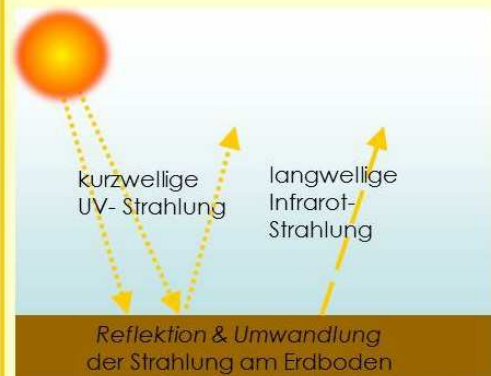 kurzwellige
UV- Strahlung
langwellige
Infrarot-
Strahlung
Reflektion & Umwandlung
der Strahlung am Erdboden